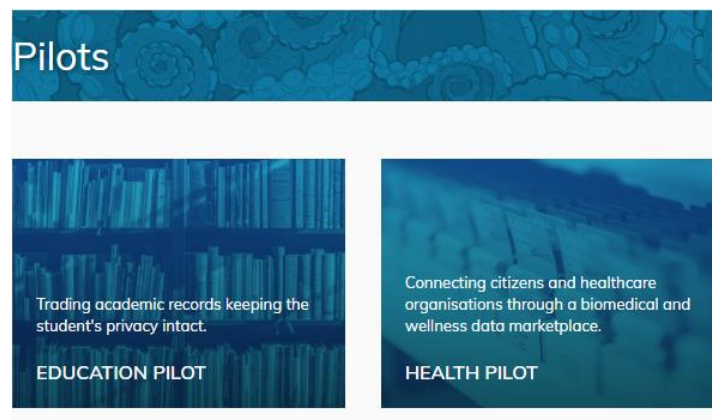 Pilots
Trading academic records keeping the
student's privacy intact.
EDUCATION PILOT
Connecting citizens and healthcare
organisations through a biomedical and
wellness data marketplace.
HEALTH PILOT